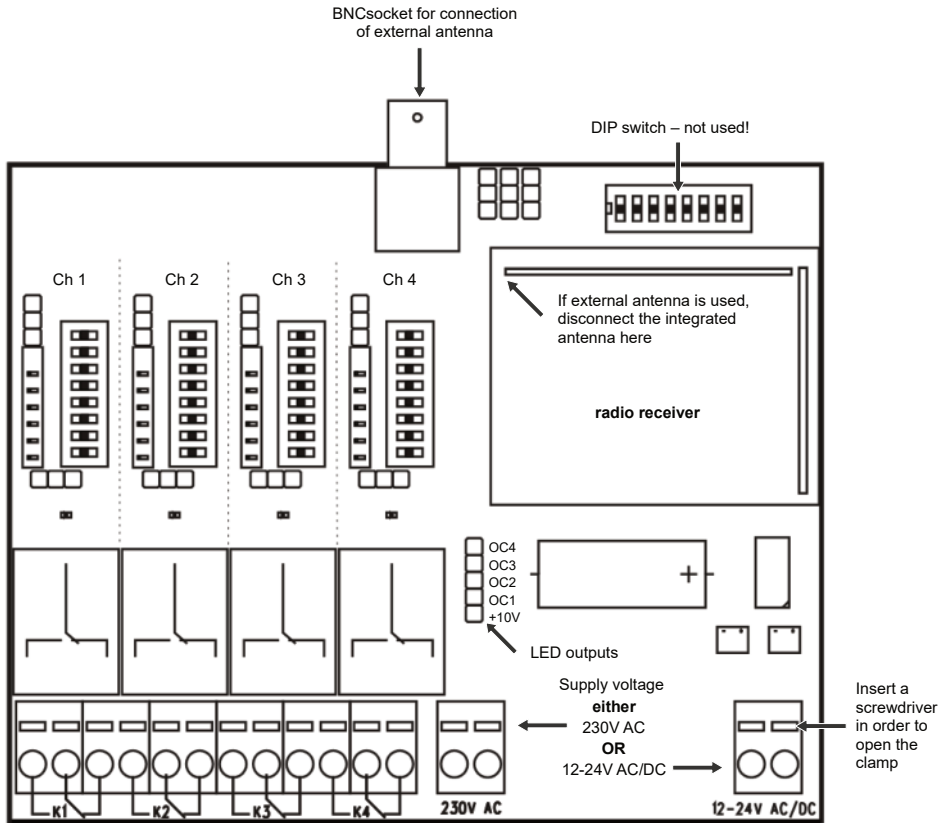 BNCsocket for connection
of external antenna
DIP switch – not used!
Ch 1
Ch 2
Ch 3
Ch 4
If external antenna is used,
disconnect the integrated
antenna here
radio receiver
OC4
OC3
OC2
OC1
+10V
LED outputs
Supply voltage
either
230V AC
OR
12-24V AC/DC
Insert a
screwdriver
in order to
open the
clamp
K1
K2
K3
K4
230V AC
12-24V AC/DC